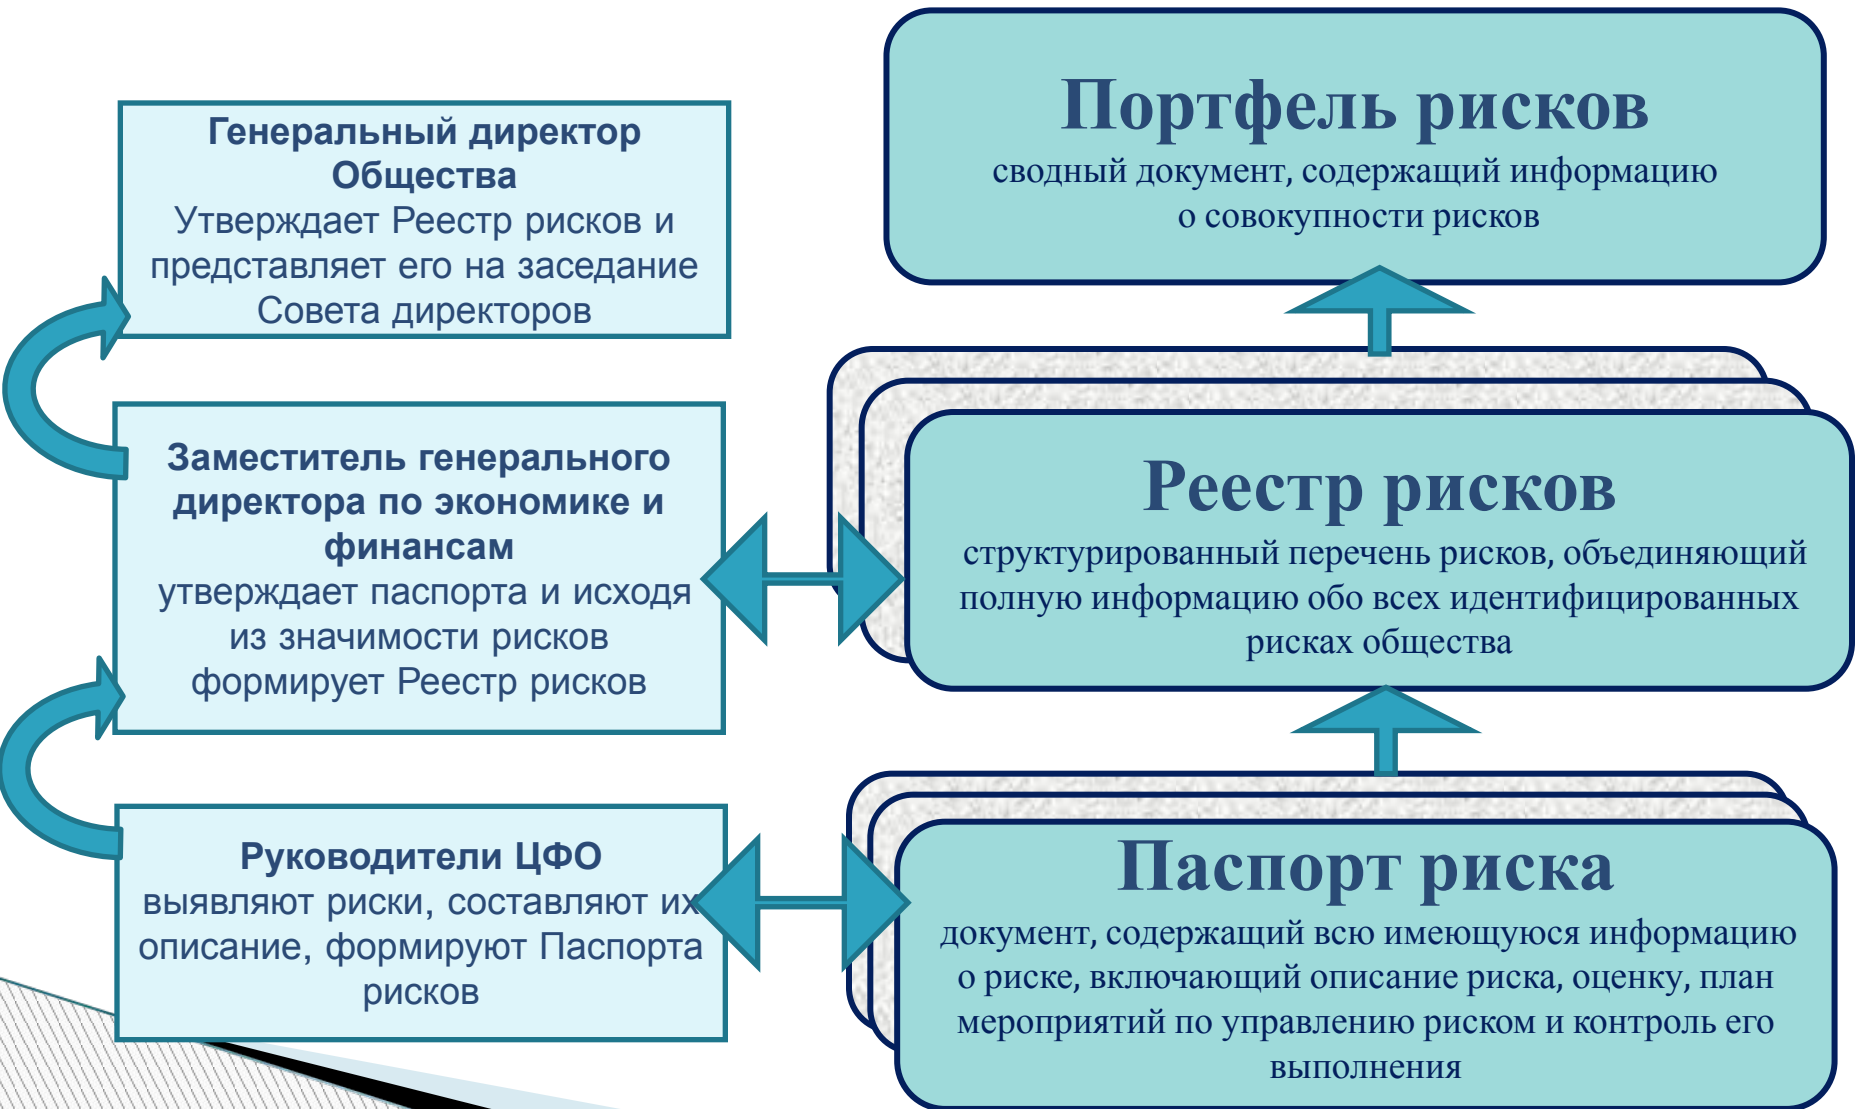 Генеральный директор
Общества
Утверждает Реестр рисков и
представляет его на заседание
Совета директоров
Заместитель генерального
директора по экономике и
финансам
утверждает паспорта и исходя
из значимости рисков
формирует Реестр рисков
Руководители ЦФО
выявляют риски, составляют их
описание, формируют Паспорта
рисков
Портфель рисков
сводный документ, содержащий информацию
о совокупности рисков
Реестр рисков
структурированный перечень рисков, объединяющий
полную информацию обо всех идентифицированных
рисках общества
Паспорт риска
документ, содержащий всю имеющуюся информацию
о риске, включающий описание риска, оценку, план
мероприятий по управлению риском и контроль его
выполнения